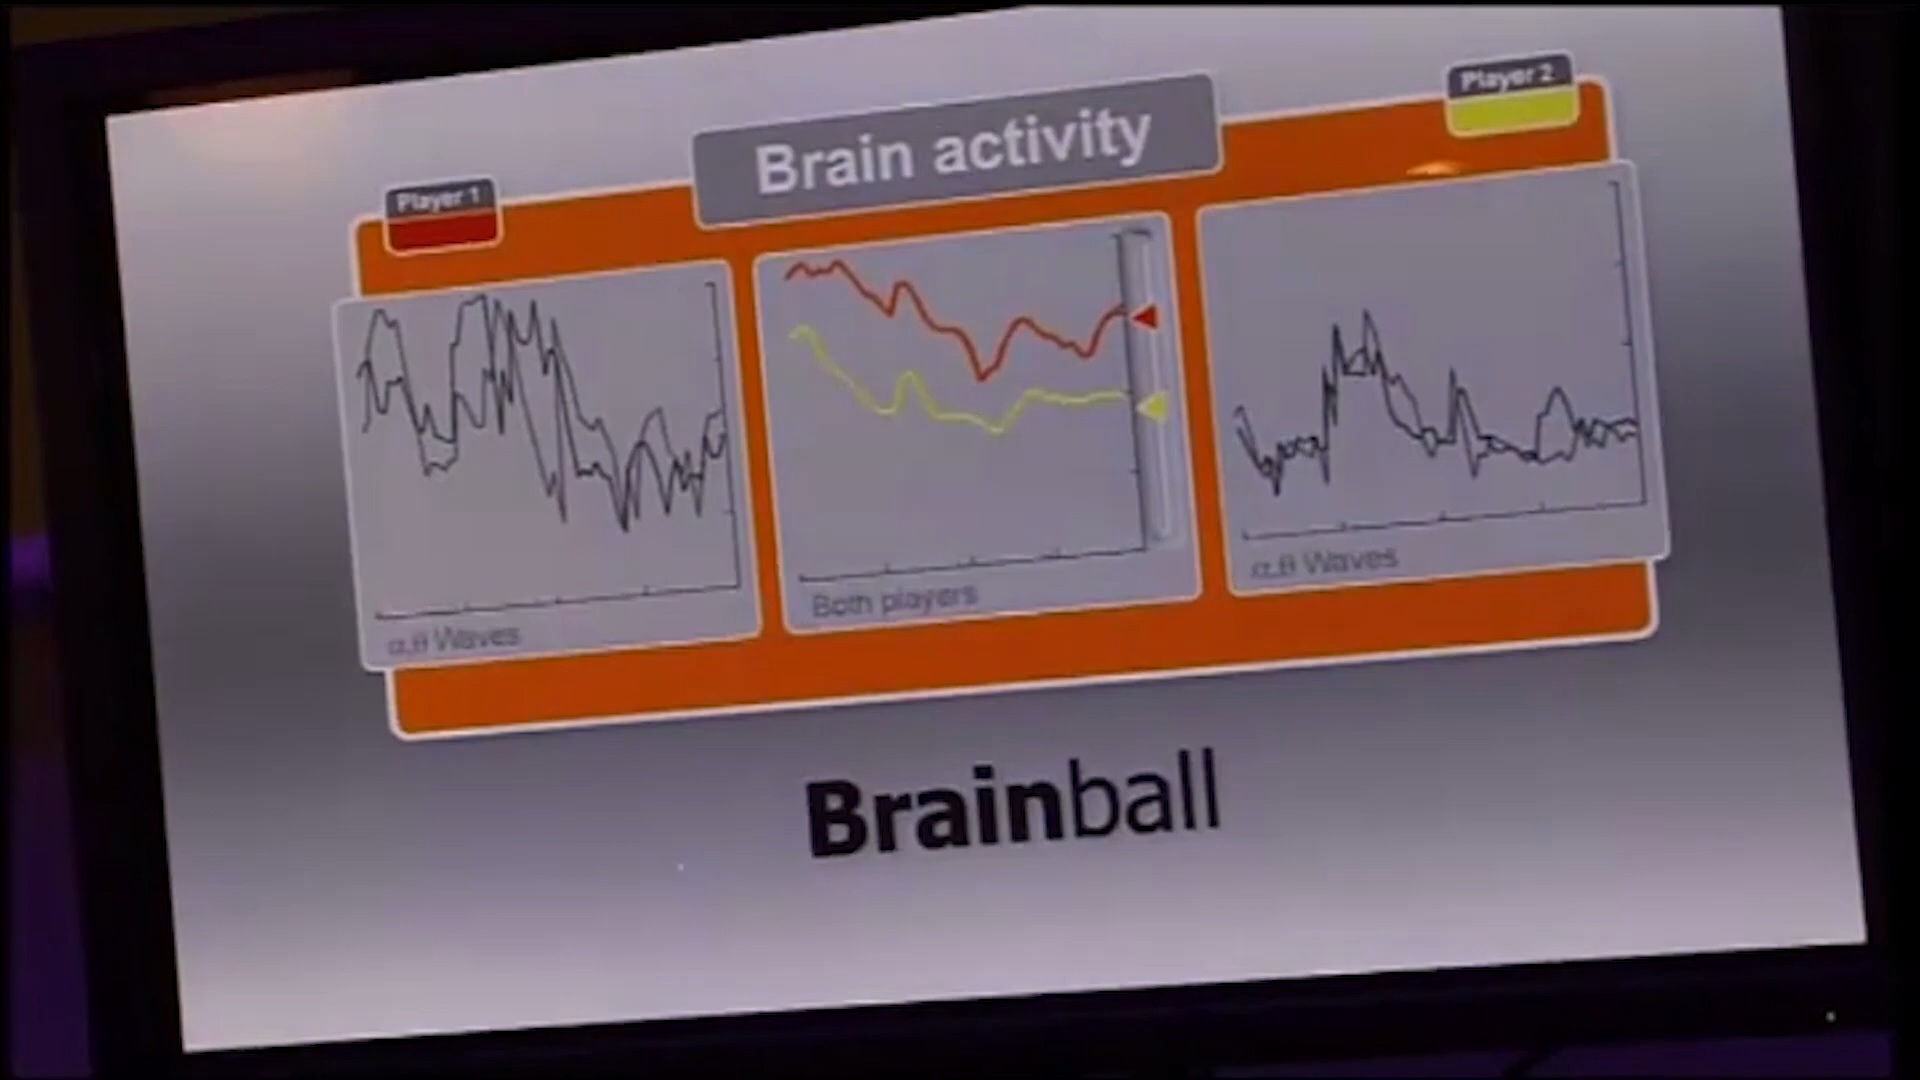 Player 1
Brain activity
Player 2
α,θ Waves
Both players
α,θ Waves
Brainball